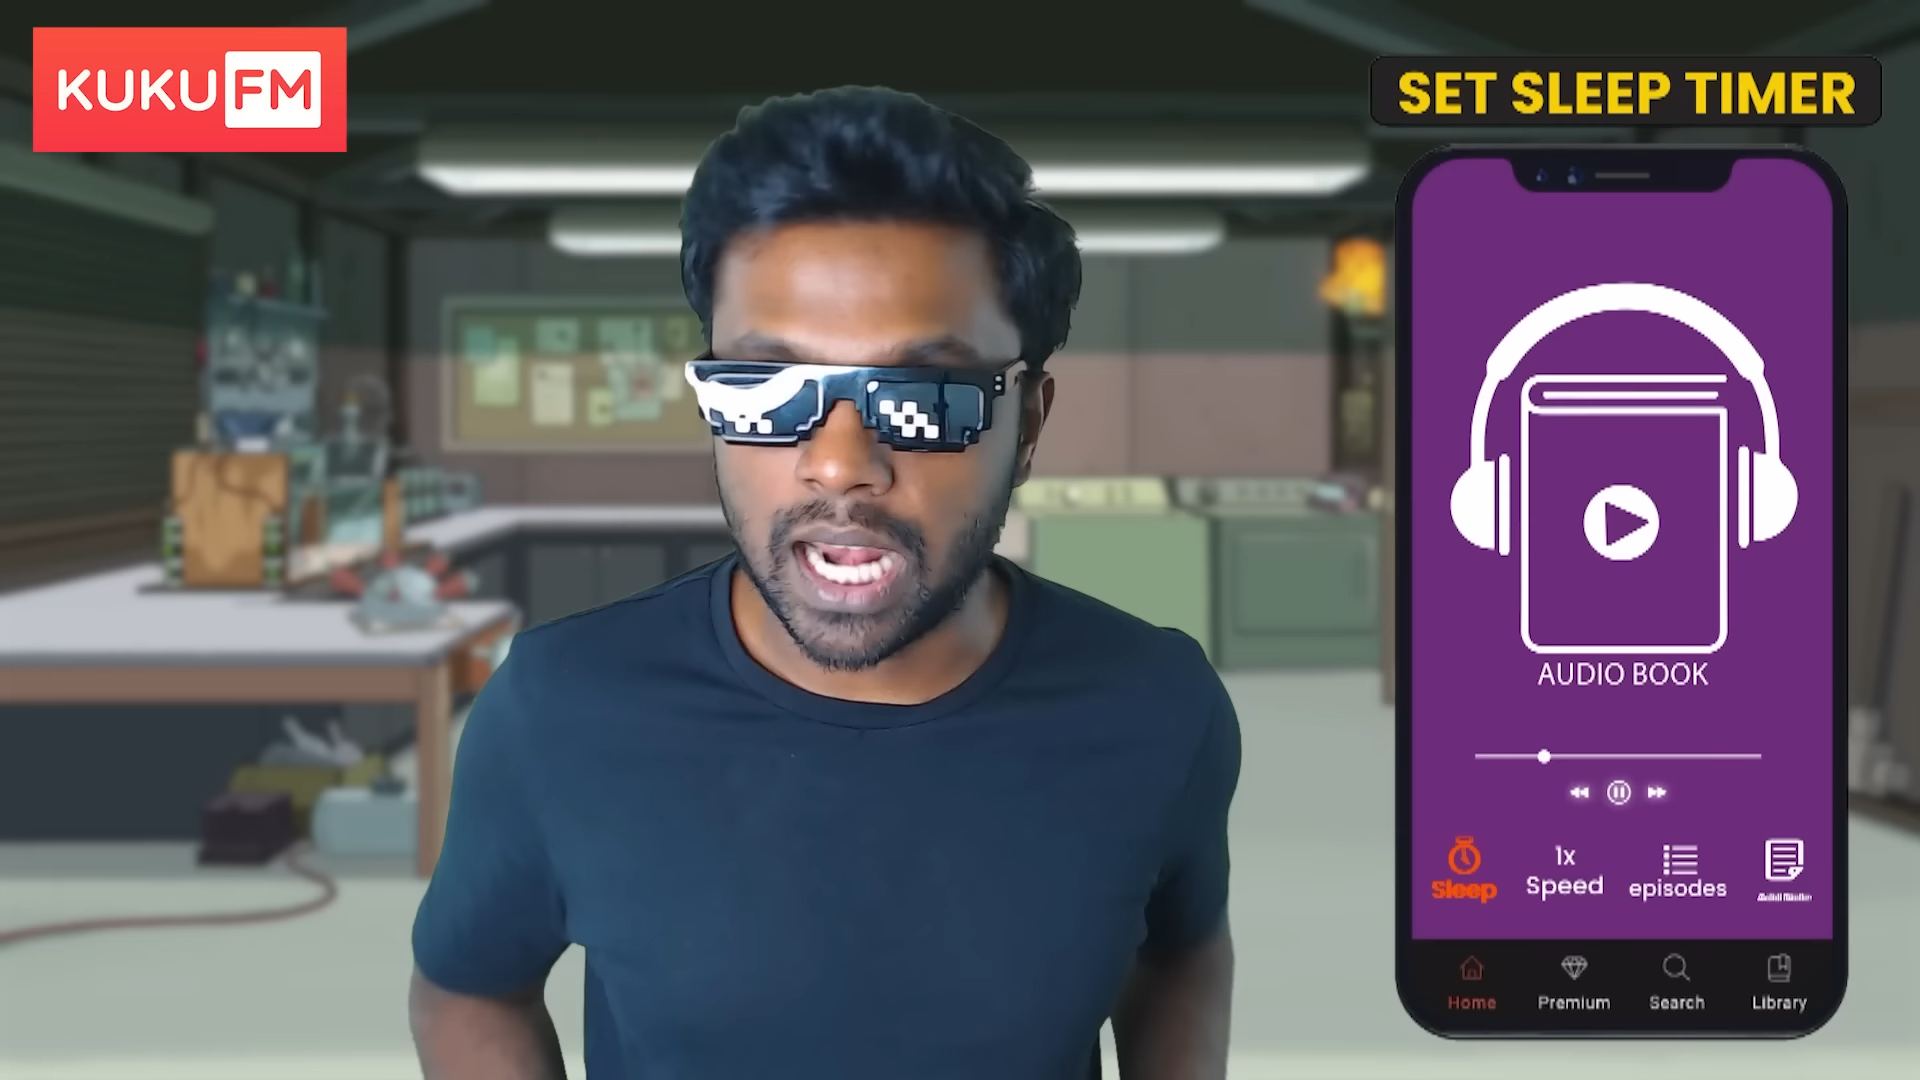 KUKU FM
SET SLEEP TIMER
AUDIO BOOK
Sleep
1x
Speed
episodes
Home
Premium
Search
Library